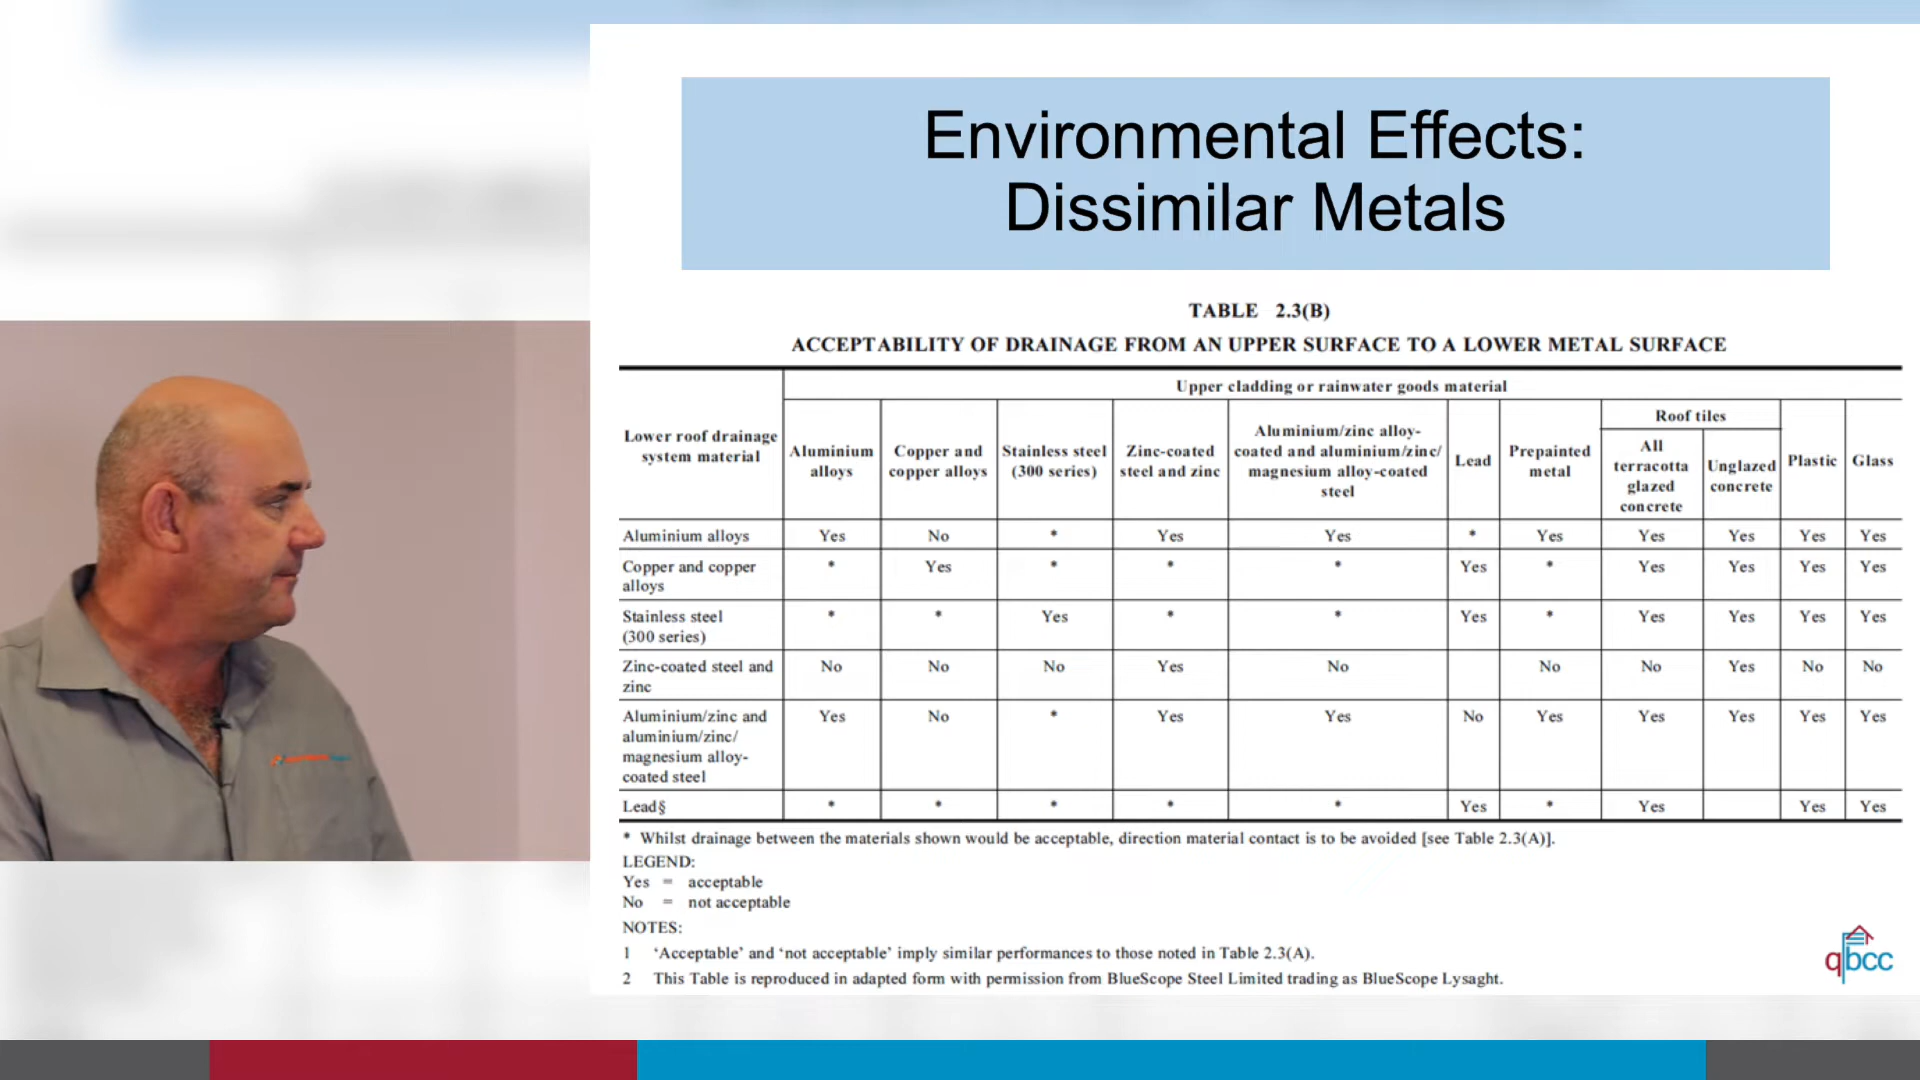 Environmental Effects:
Dissimilar Metals
TABLE 2.3(B)
ACCEPTABILITY OF DRAINAGE FROM AN UPPER SURFACE TO A LOWER METAL SURFACE
Lower roof drainage system material
Upper cladding or rainwater goods material
Aluminium alloys
Copper and copper alloys
Stainless steel (300 series)
Zinc-coated steel and zinc
Aluminium/zinc alloy-coated and aluminium/zinc/magnesium alloy-coated steel
Lead
Prepainted metal
Roof tiles
All terracotta glazed concrete
Unglazed concrete
Plastic
Glass
Aluminium alloys Yes No * Yes Yes * Yes Yes Yes Yes Yes
Copper and copper alloys * Yes * * * Yes * Yes Yes Yes Yes
Stainless steel (300 series) * * Yes * * Yes * Yes Yes Yes Yes
Zinc-coated steel and zinc No No No Yes No No No Yes No No
Aluminium/zinc and aluminium/zinc/magnesium alloy-coated steel Yes No * Yes Yes No Yes Yes Yes Yes Yes
Lead§ * * * * * Yes * Yes Yes Yes
* Whilst drainage between the materials shown would be acceptable, direction material contact is to be avoided [see Table 2.3(A)].
LEGEND:
Yes = acceptable
No = not acceptable
NOTES:
1 ‘Acceptable’ and ‘not acceptable’ imply similar performances to those noted in Table 2.3(A).
2 This Table is reproduced in adapted form with permission from BlueScope Steel Limited trading as BlueScope Lysaght.
qbcc